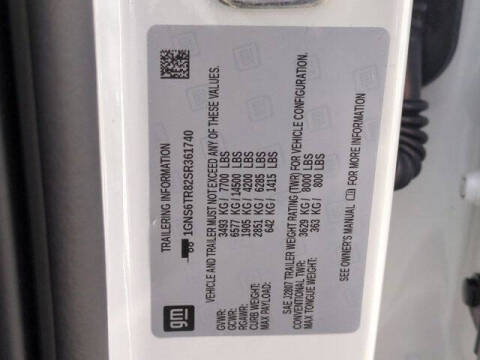 gm
TRAILERING INFORMATION
1GNS6TR82SR361740
VEHICLE AND TRAILER MUST NOT EXCEED ANY OF THESE VALUES.
GVWR: 3493 KG/ 7700 LBS
GCWR: 6577 KG/ 14500 LBS
RGAWR: 1905 KG/ 4200 LBS
CURB WEIGHT: 2851 KG/ 6285 LBS
MAX PAYLOAD: 642 KG/ 1415 LBS
SAE J2807 TRAILER WEIGHT RATING (TWR) FOR VEHICLE CONFIGURATION.
CONVENTIONAL TWR: 3629 KG/ 8000 LBS
MAX TONGUE WEIGHT: 363 KG/ 800 LBS
SEE OWNER'S MANUAL FOR MORE INFORMATION